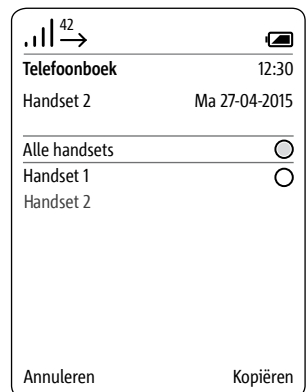 42
Telefoonboek 12:30
Handset 2 Ma 27-04-2015
Alle handsets
Handset 1
Handset 2
Annuleren Kopiëren